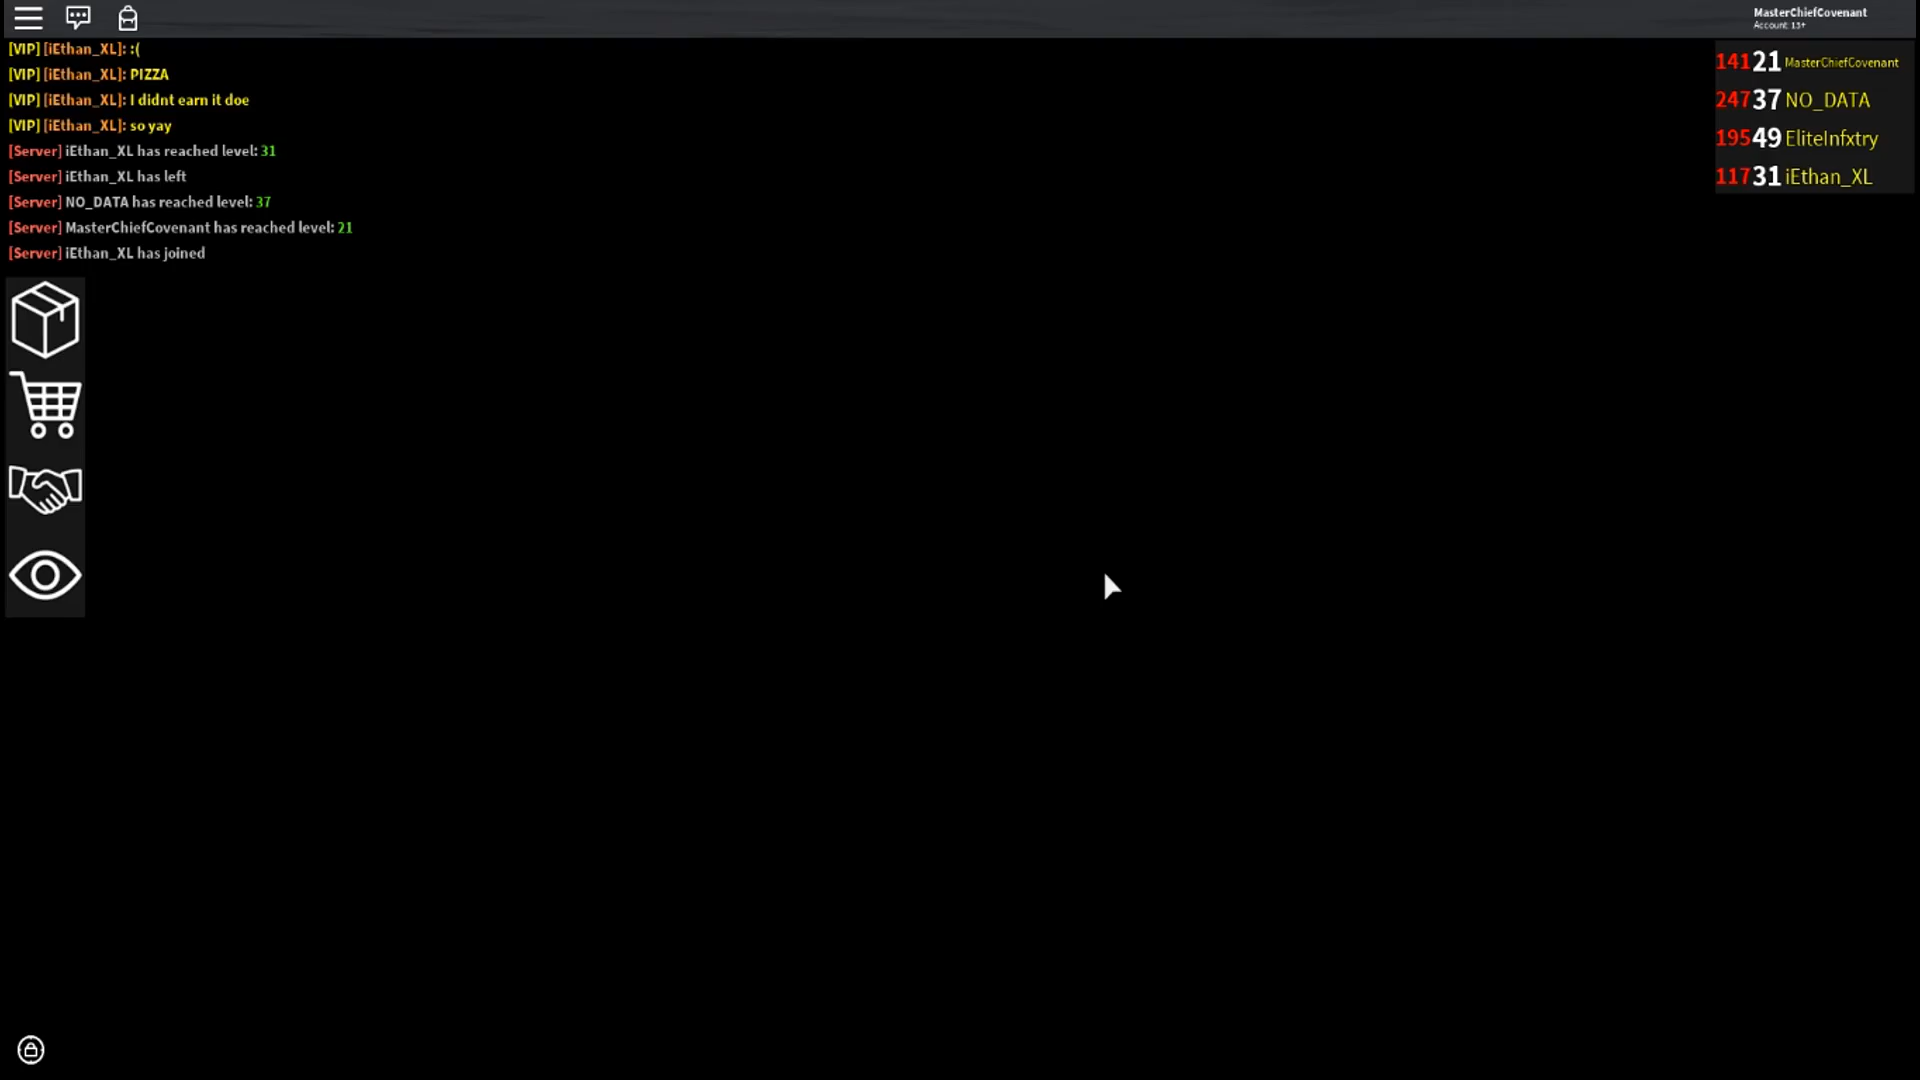 MasterChiefCovenant
Account: 13+
[VIP] [iEthan_XL]: :(
[VIP] [iEthan_XL]: PIZZA
[VIP] [iEthan_XL]: I didnt earn it doe
[VIP] [iEthan_XL]: so yay
[Server] iEthan_XL has reached level: 31
[Server] iEthan_XL has left
[Server] NO_DATA has reached level: 37
[Server] MasterChiefCovenant has reached level: 21
[Server] iEthan_XL has joined
141 21 MasterChiefCovenant
247 37 NO_DATA
195 49 EliteInfxtry
117 31 iEthan_XL